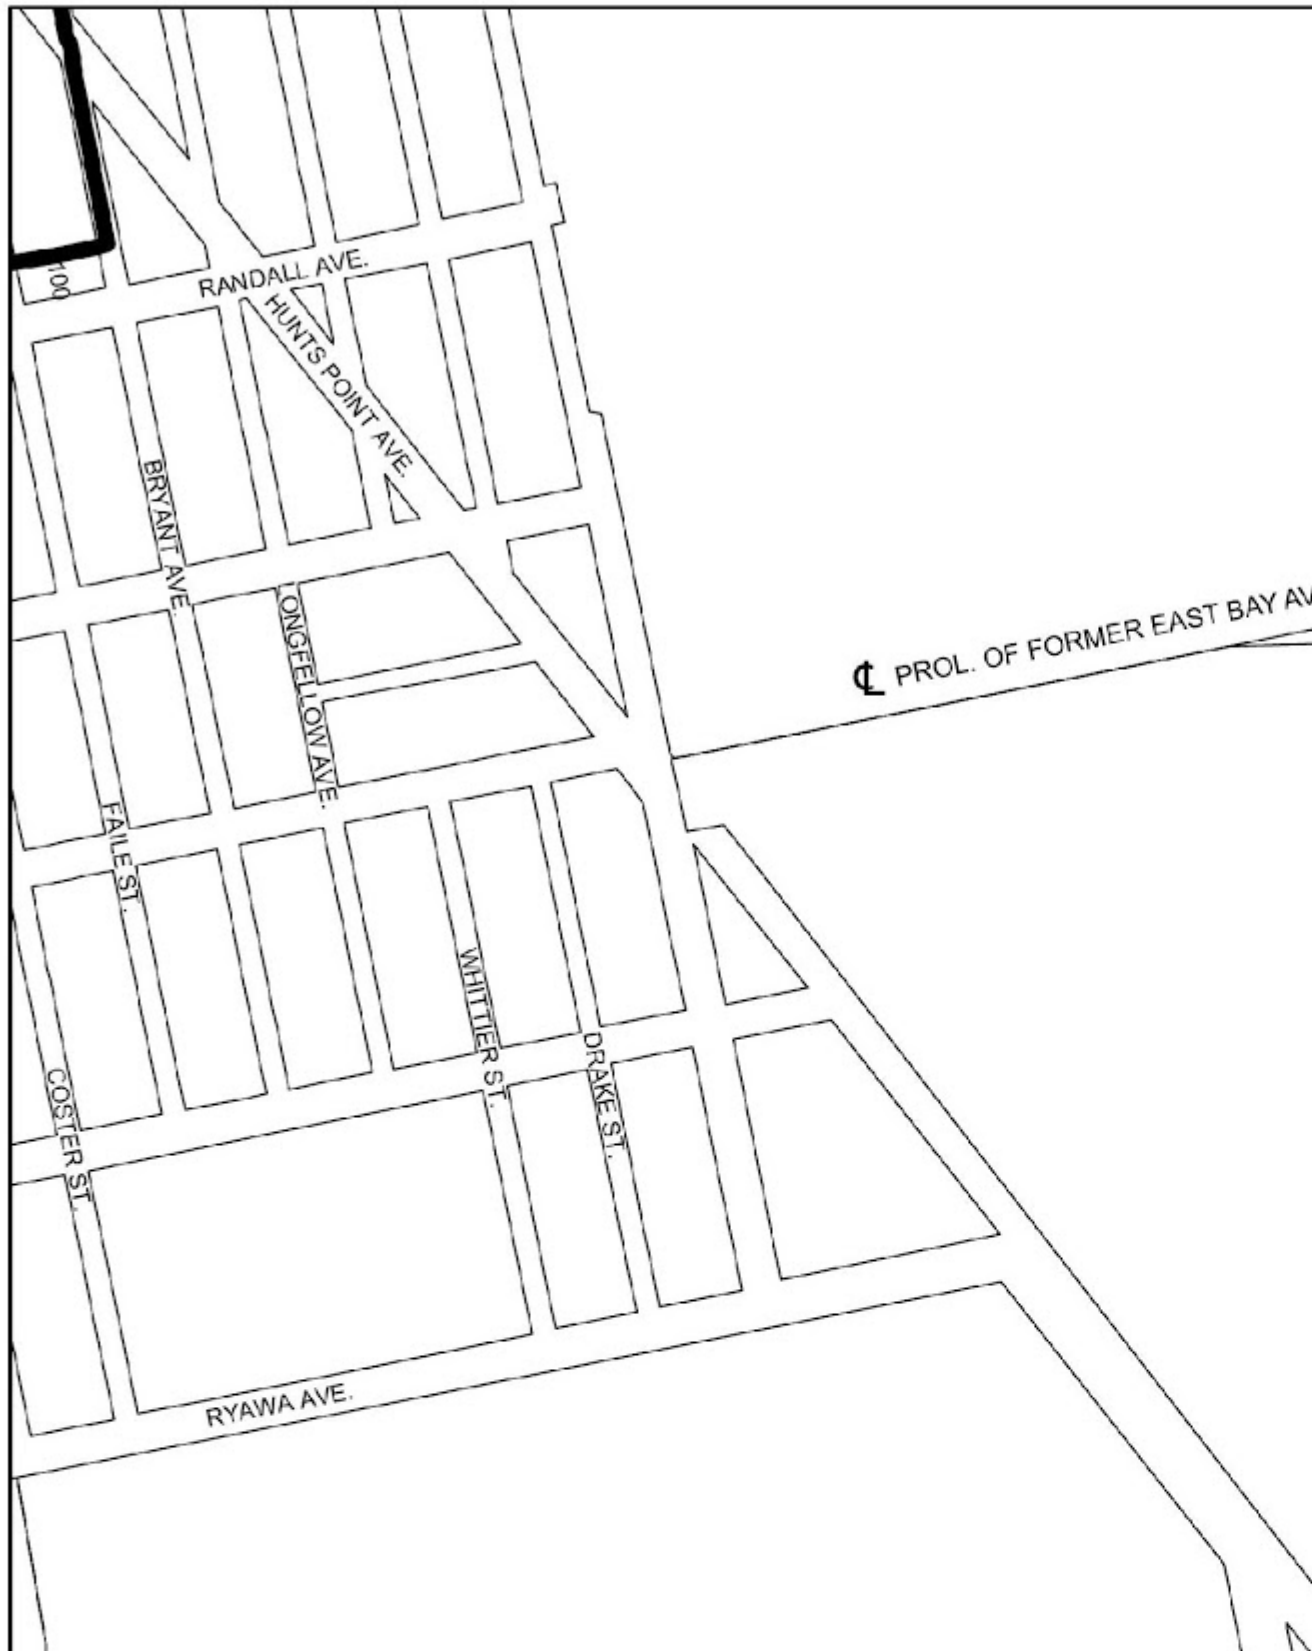 100
RANDALL AVE.
HUNTS POINT AVE.
BRYANT AVE.
LONGFELLOW AVE.
℄ PROL. OF FORMER EAST BAY AV
FAILE ST.
WHITTIER ST.
DRAKE ST.
COSTER ST.
RYAWA AVE.